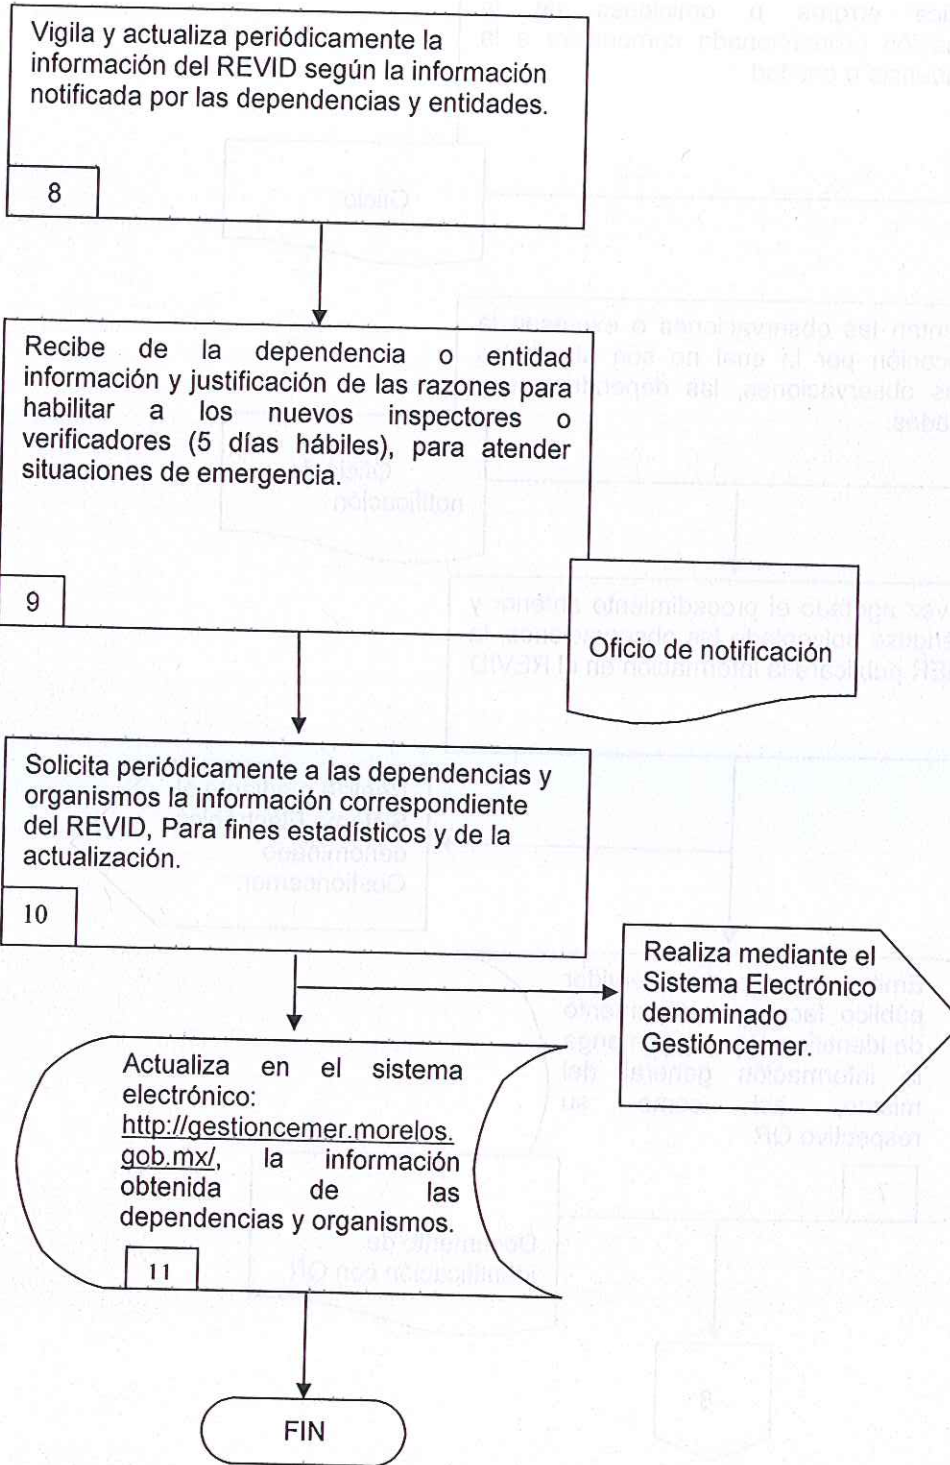 Vigila y actualiza periódicamente la
información del REVID según la información
notificada por las dependencias y entidades.
8
Recibe de la dependencia o entidad
información y justificación de las razones para
habilitar a los nuevos inspectores o
verificadores (5 días hábiles), para atender
situaciones de emergencia.
9
Oficio de notificación
Solicita periódicamente a las dependencias y
organismos la información correspondiente
del REVID, Para fines estadísticos y de la
actualización.
10
Realiza mediante el
Sistema Electrónico
denominado
Gestióncemer.
Actualiza en el sistema
electrónico:
http://gestioncemer.morelos.
gob.mx/, la información
obtenida de las
dependencias y organismos.
11
FIN